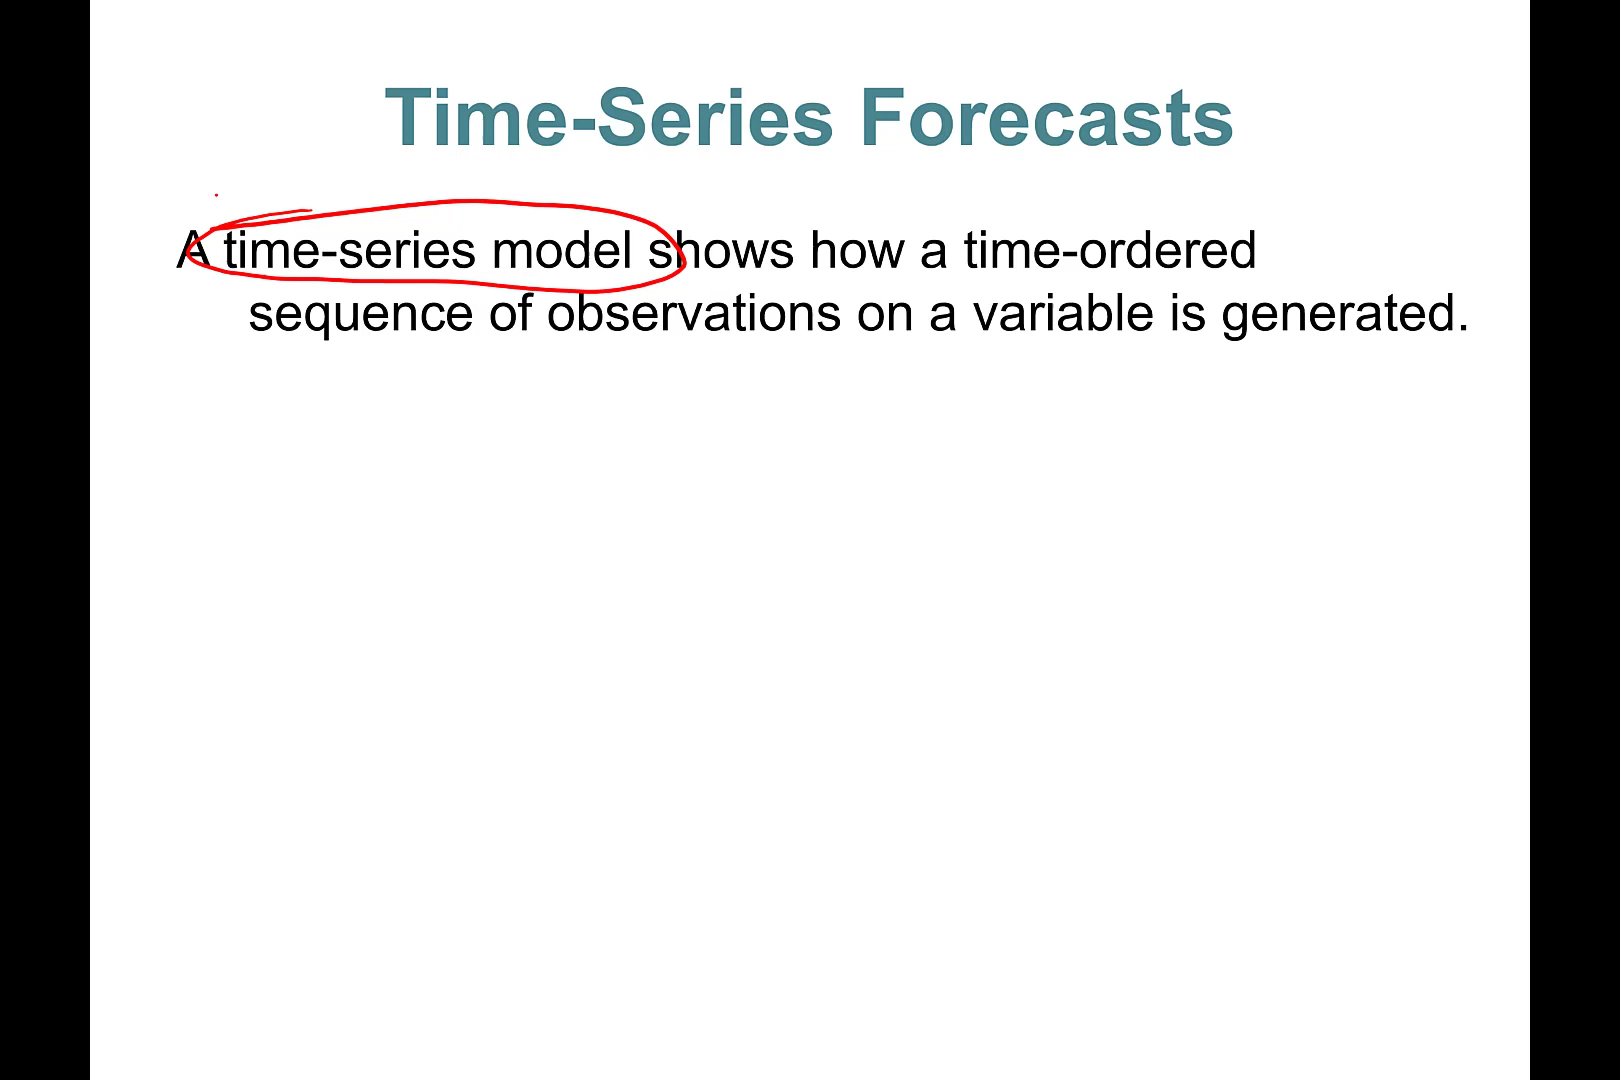 Time-Series Forecasts
A time-series model shows how a time-ordered
sequence of observations on a variable is generated.